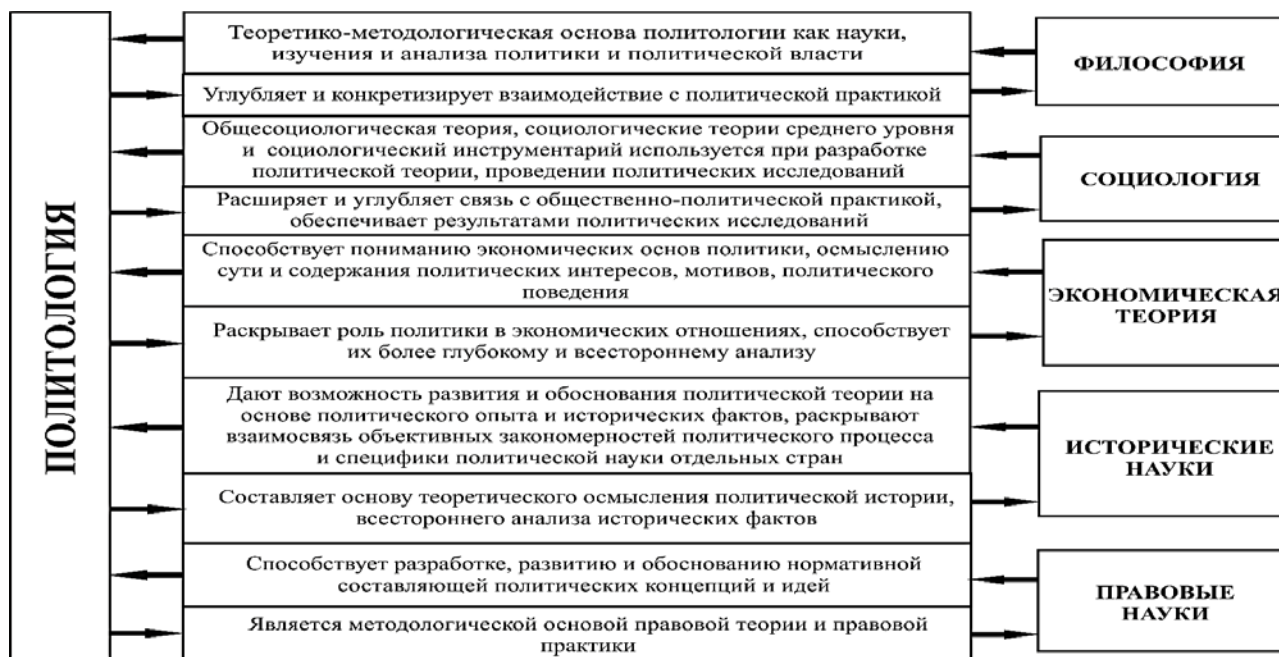 ПОЛИТОЛОГИЯ
Теоретико-методологическая основа политологии как науки,
изучения и анализа политики и политической власти
Углубляет и конкретизирует взаимодействие с политической практикой
ФИЛОСОФИЯ
Общесоциологическая теория, социологические теории среднего уровня
и социологический инструментарий используется при разработке
политической теории, проведении политических исследований
Расширяет и углубляет связь с общественно-политической практикой,
обеспечивает результатами политических исследований
СОЦИОЛОГИЯ
Способствует пониманию экономических основ политики, осмыслению
сути и содержания политических интересов, мотивов, политического
поведения
Раскрывает роль политики в экономических отношениях, способствует
их более глубокому и всестороннему анализу
ЭКОНОМИЧЕСКАЯ
ТЕОРИЯ
Дают возможность развития и обоснования политической теории на
основе политического опыта и исторических фактов, раскрывают
взаимосвязь объективных закономерностей политического процесса
и специфики политической науки отдельных стран
Составляет основу теоретического осмысления политической истории,
всестороннего анализа исторических фактов
ИСТОРИЧЕСКИЕ
НАУКИ
Способствует разработке, развитию и обоснованию нормативной
составляющей политических концепций и идей
Является методологической основой правовой теории и правовой
практики
ПРАВОВЫЕ
НАУКИ